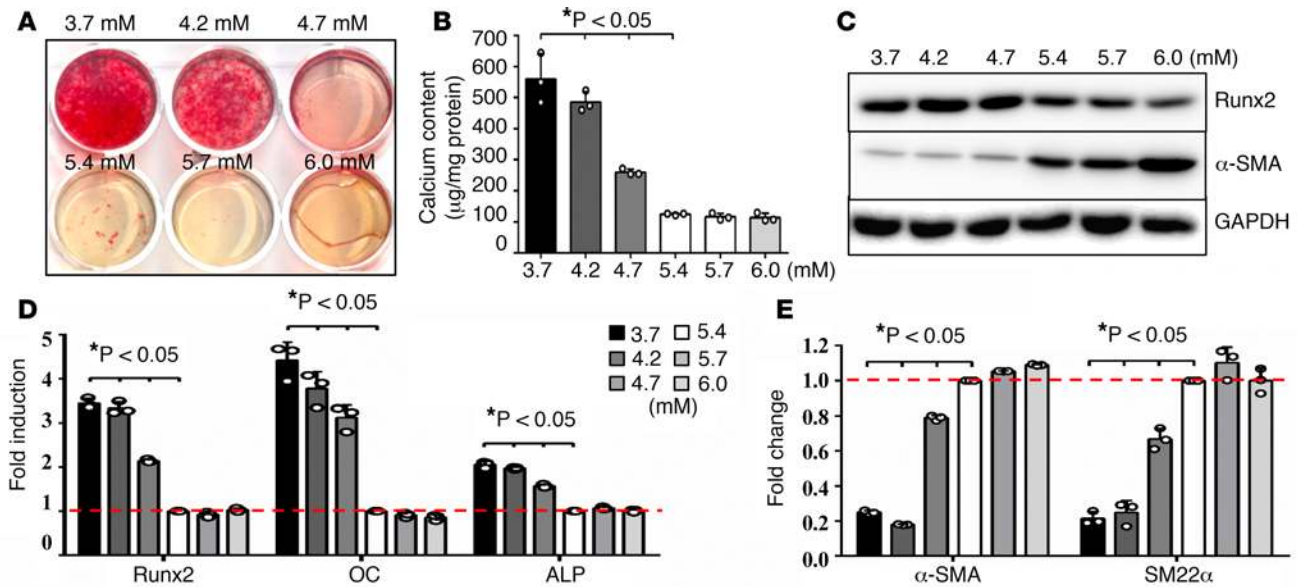 A
3.7 mM 4.2 mM 4.7 mM
5.4 mM 5.7 mM 6.0 mM
B
*P < 0.05
Calcium content
(µg/mg protein)
700
600
500
400
300
200
100
0
3.7 4.2 4.7 5.4 5.7 6.0 (mM)
C
3.7 4.2 4.7 5.4 5.7 6.0 (mM)
Runx2
α-SMA
GAPDH
D
Fold induction
5
4
3
2
1
0
*P < 0.05
*P < 0.05
*P < 0.05
3.7 5.4
4.2 5.7
4.7 6.0
(mM)
Runx2 OC ALP
E
Fold change
1.2
1.0
0.8
0.6
0.4
0.2
0.0
*P < 0.05 *P < 0.05
α-SMA SM22α